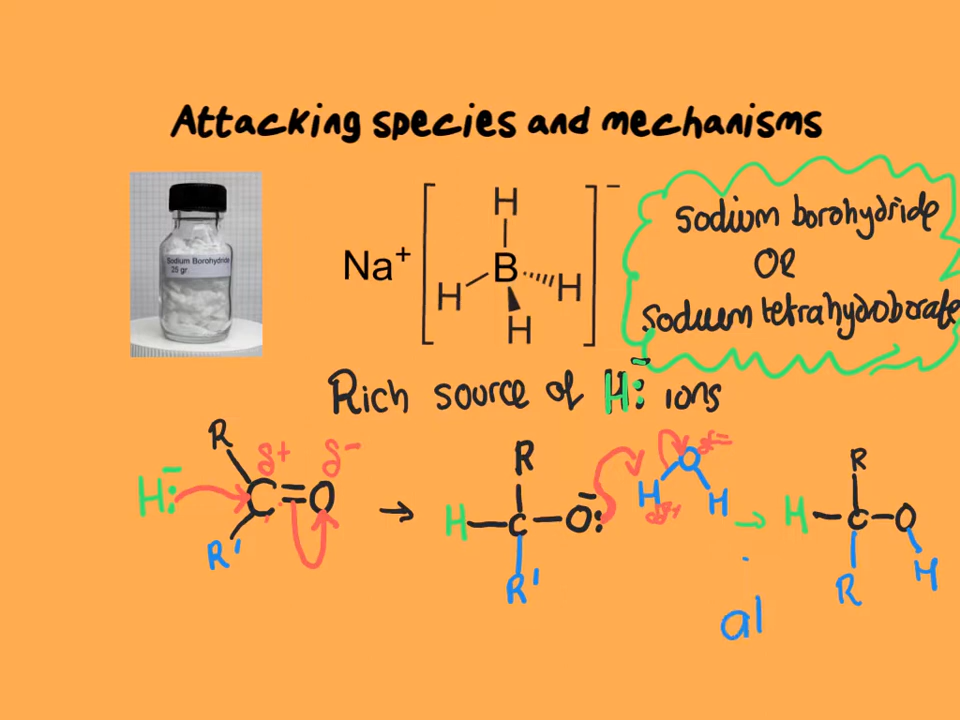 Attacking species and mechanisms
Sodium Borohydride
25 gr.
Na⁺
H
B
H
H
H
−
Sodium borohydride
OR
Sodium tetrahydroborate
Rich source of H:⁻ ions
R
δ+ δ−
H:⁻ C=O
R'
→
R
H—C—O:⁻
R'
δ−
O
H H
δ+
→
R
H—C—O
R H
al